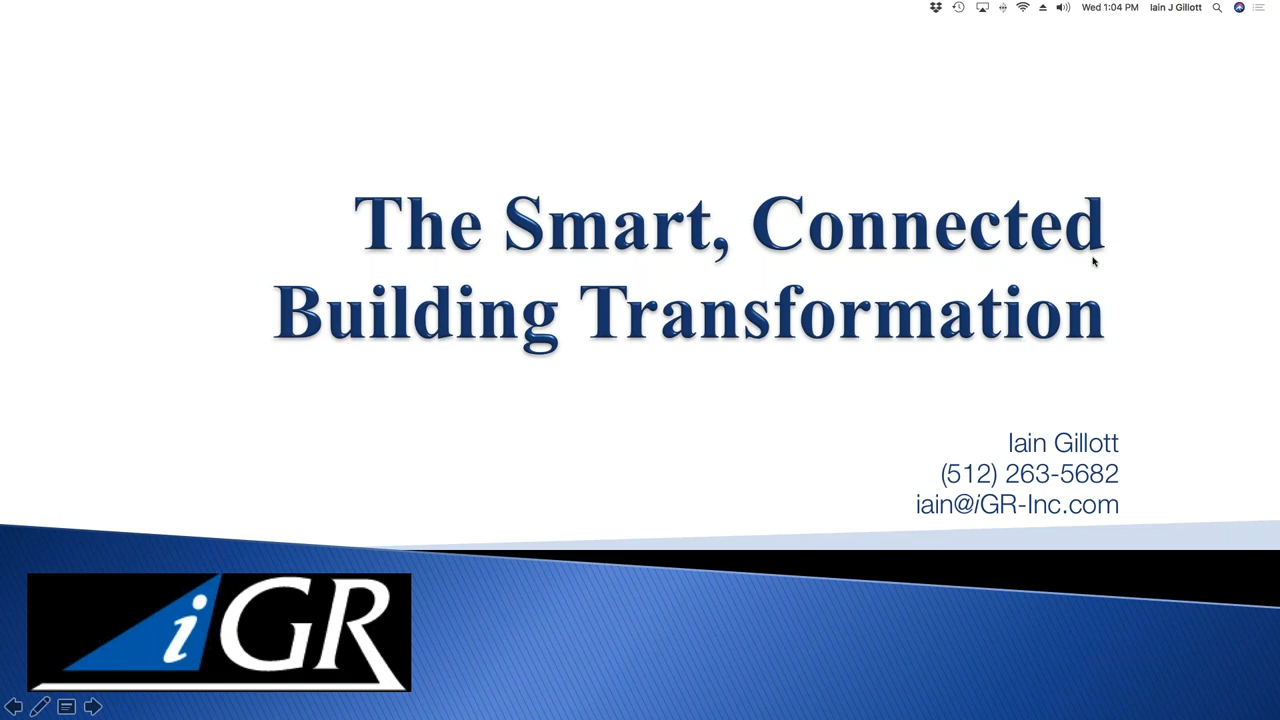 Wed 1:04 PM Iain J Gillott
The Smart, Connected
Building Transformation
Iain Gillott
(512) 263-5682
iain@iGR-Inc.com
iGR